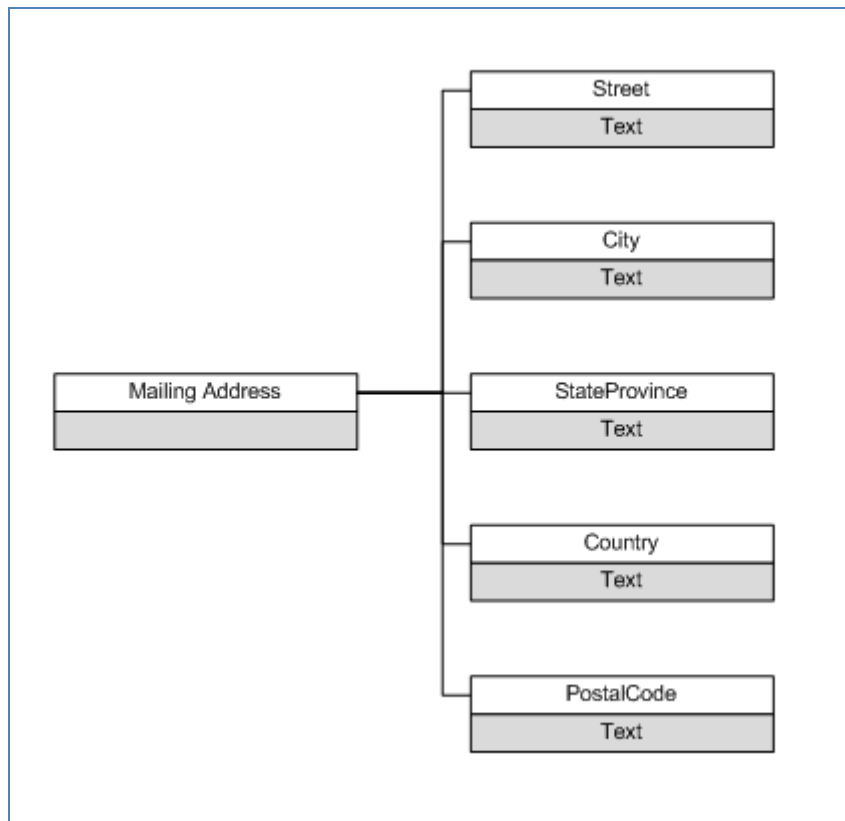 Street
Text
City
Text
Mailing Address
StateProvince
Text
Country
Text
PostalCode
Text